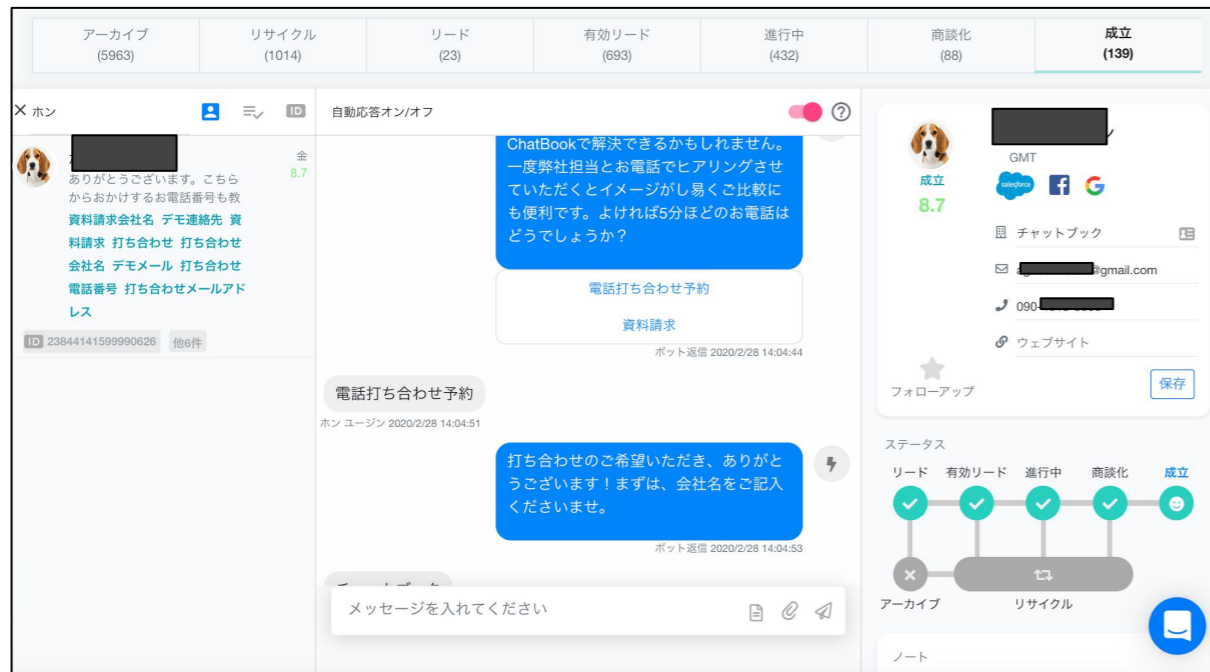 アーカイブ
(5963)
リサイクル
(1014)
リード
(23)
有効リード
(693)
進行中
(432)
商談化
(88)
成立
(139)
ホン
ID
金
8.7
ありがとうございます。こちら
からおかけするお電話番号も教
資料請求会社名 デモ連絡先 資
料請求 打ち合わせ 打ち合わせ
会社名 デモメール 打ち合わせ
電話番号 打ち合わせメールアド
レス
ID 23844141599990626 他6件
自動応答オン/オフ
ChatBookで解決できるかもしれません。
一度弊社担当とお電話でヒアリングさせ
ていただくとイメージがし易くご比較に
も便利です。よければ5分ほどのお電話は
どうでしょうか？
電話打ち合わせ予約
資料請求
ボット返信 2020/2/28 14:04:44
電話打ち合わせ予約
ホン ユージン 2020/2/28 14:04:51
打ち合わせのご希望いただき、ありがと
うございます！まずは、会社名をご記入
くださいませ。
ボット返信 2020/2/28 14:04:53
メッセージを入れてください
成立
8.7
GMT
salesforce
チャットブック
@gmail.com
090-
ウェブサイト
フォローアップ
保存
ステータス
リード 有効リード 進行中 商談化 成立
アーカイブ リサイクル
ノート